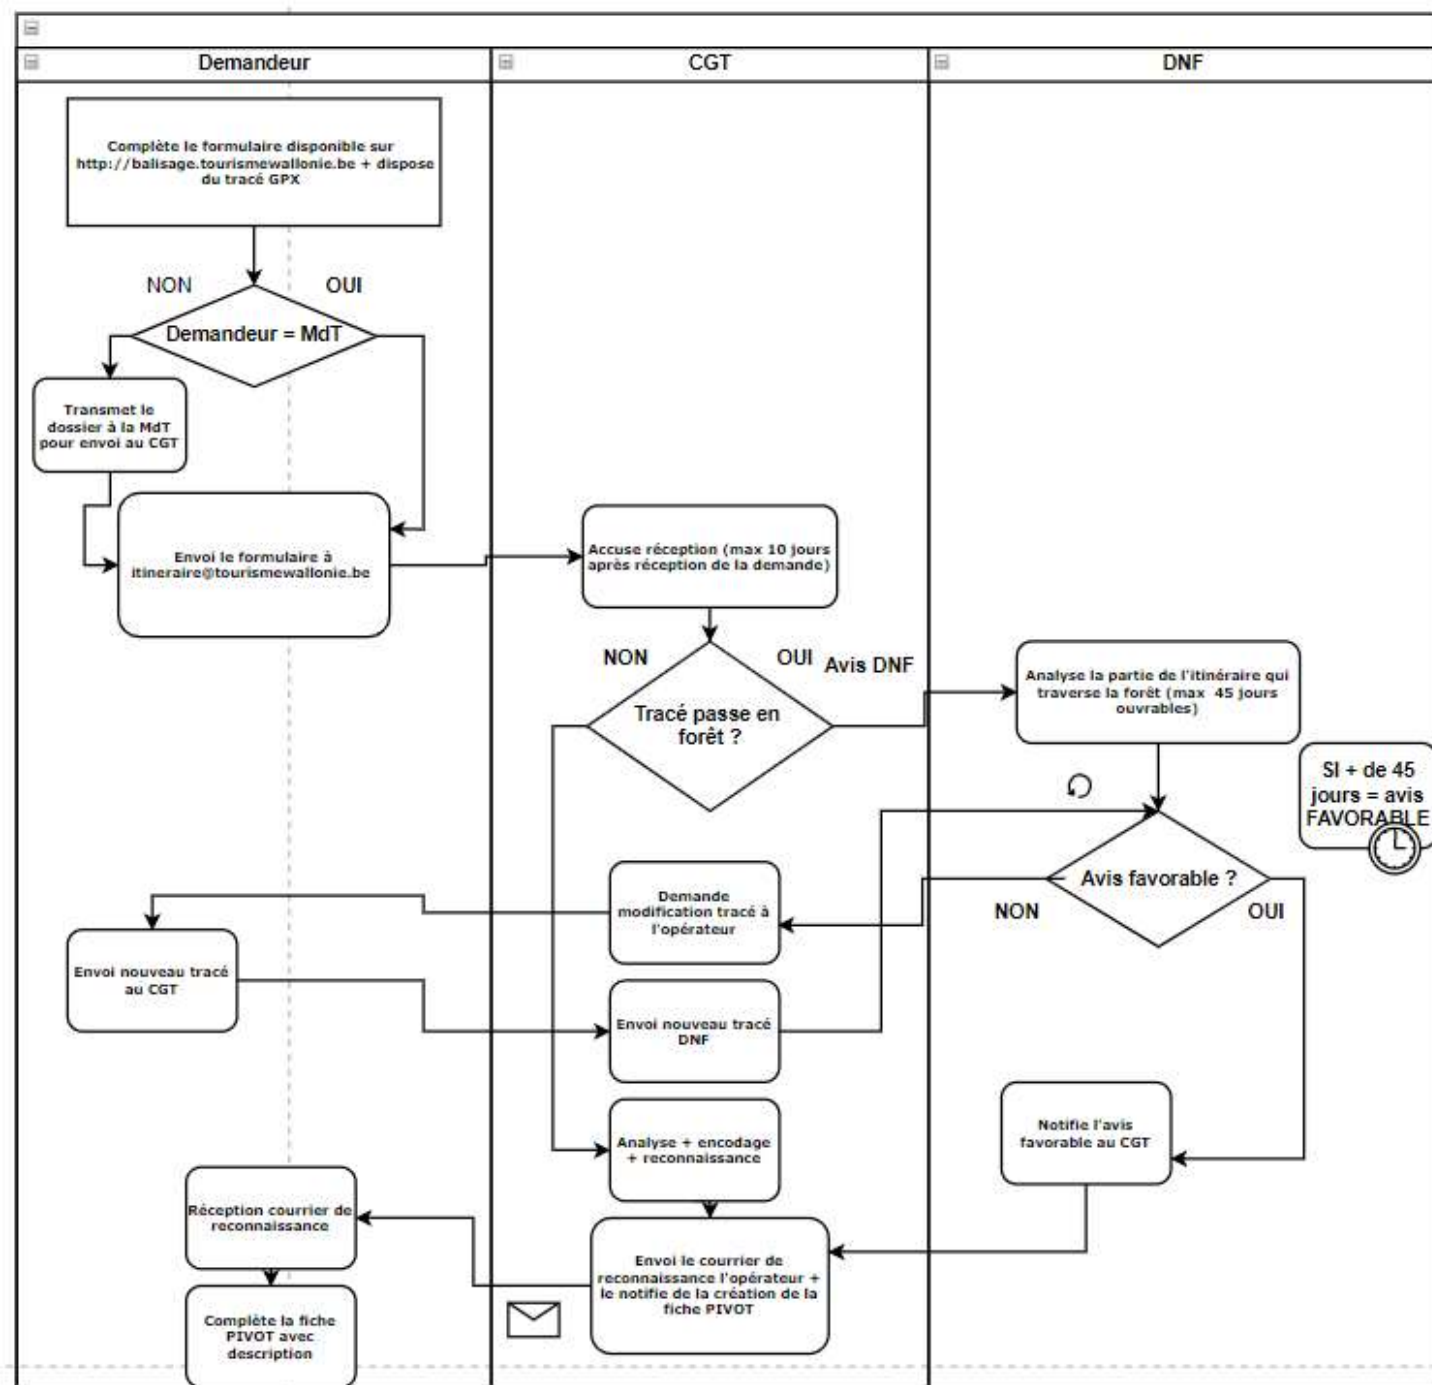 Demandeur
CGT
DNF
Complète le formulaire disponible sur
http://balisage.tourismewallonie.be + dispose
du tracé GPX
NON
OUI
Demandeur = MdT
Transmet le
dossier à la MdT
pour envoi au CGT
Envoi le formulaire à
itineraire@tourismewallonie.be
Accuse réception (max 10 jours
après réception de la demande)
NON
OUI
Avis DNF
Tracé passe en
forêt ?
Analyse la partie de l'itinéraire qui
traverse la forêt (max 45 jours
ouvrables)
SI + de 45
jours = avis
FAVORABLE
Avis favorable ?
NON
OUI
Demande
modification tracé à
l'opérateur
Envoi nouveau tracé
au CGT
Envoi nouveau tracé
DNF
Notifie l'avis
favorable au CGT
Analyse + encodage
+ reconnaissance
Réception courrier de
reconnaissance
Envoi le courrier de
reconnaissance l'opérateur +
le notifie de la création de la
fiche PIVOT
Complète la fiche
PIVOT avec
description